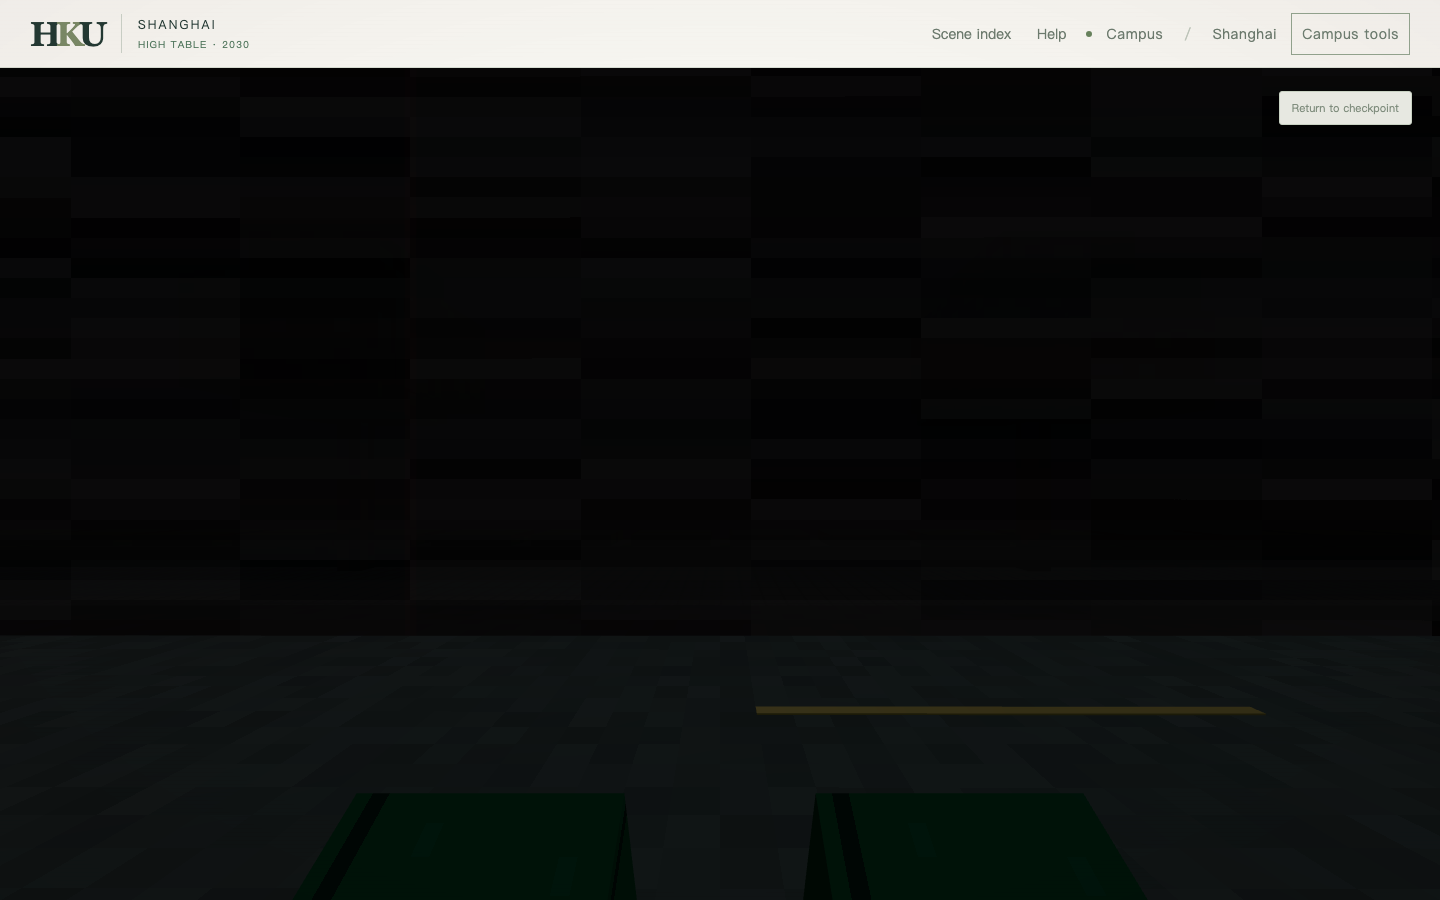 HKU
SHANGHAI
HIGH TABLE · 2030
Scene index
Help
Campus / Shanghai
Campus tools
Return to checkpoint